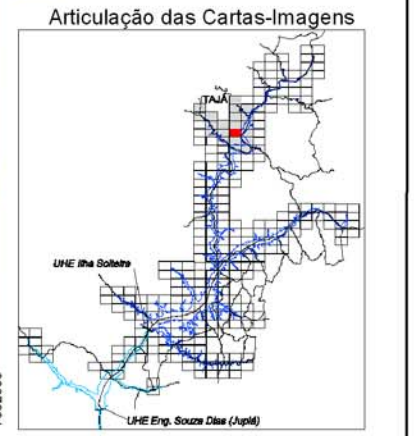 Articulação das Cartas-Imagens
TAJÁ
UHE Ilha Solteira
UHE Eng. Souza Dias (Jupiá)